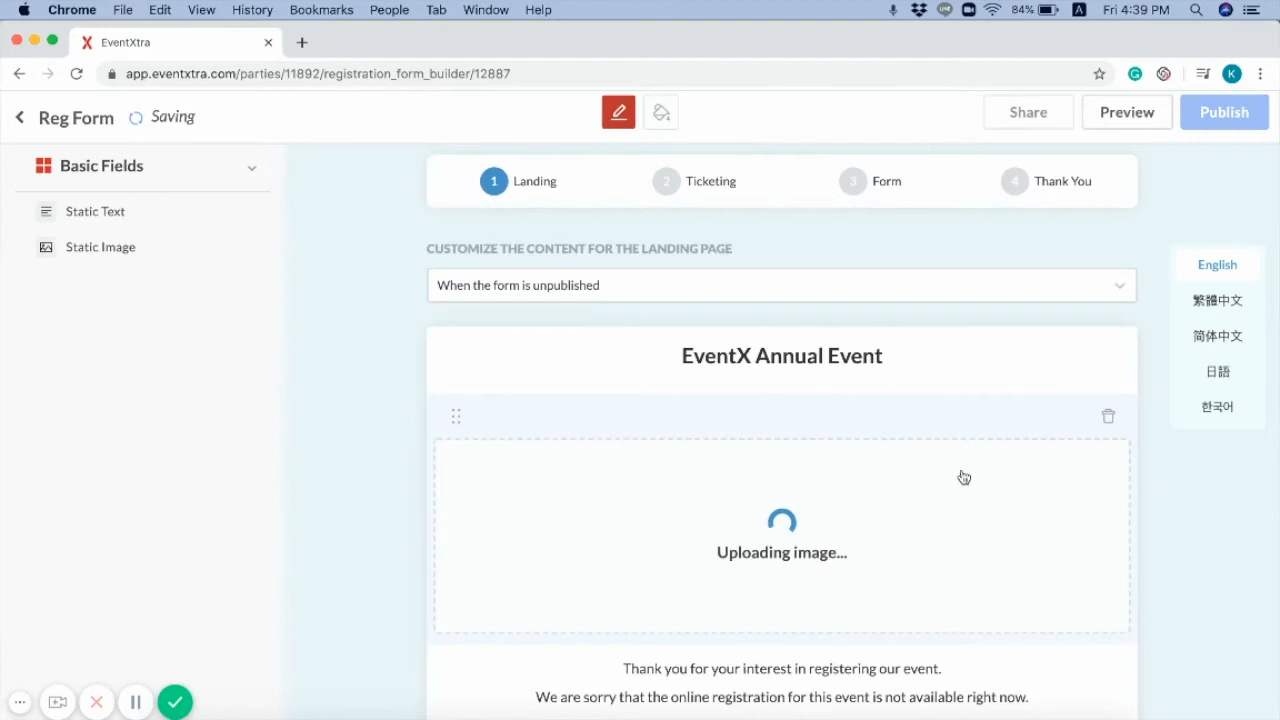 Chrome File Edit View History Bookmarks People Tab Window Help 84% A Fri 4:39 PM
EventXtra
app.eventxtra.com/parties/11892/registration_form_builder/12887 K
Reg Form Saving Share Preview Publish
Basic Fields
Static Text
Static Image
1 Landing 2 Ticketing 3 Form 4 Thank You
CUSTOMIZE THE CONTENT FOR THE LANDING PAGE
When the form is unpublished
English
繁體中文
简体中文
日語
한국어
EventX Annual Event
Uploading image...
Thank you for your interest in registering our event.
We are sorry that the online registration for this event is not available right now.